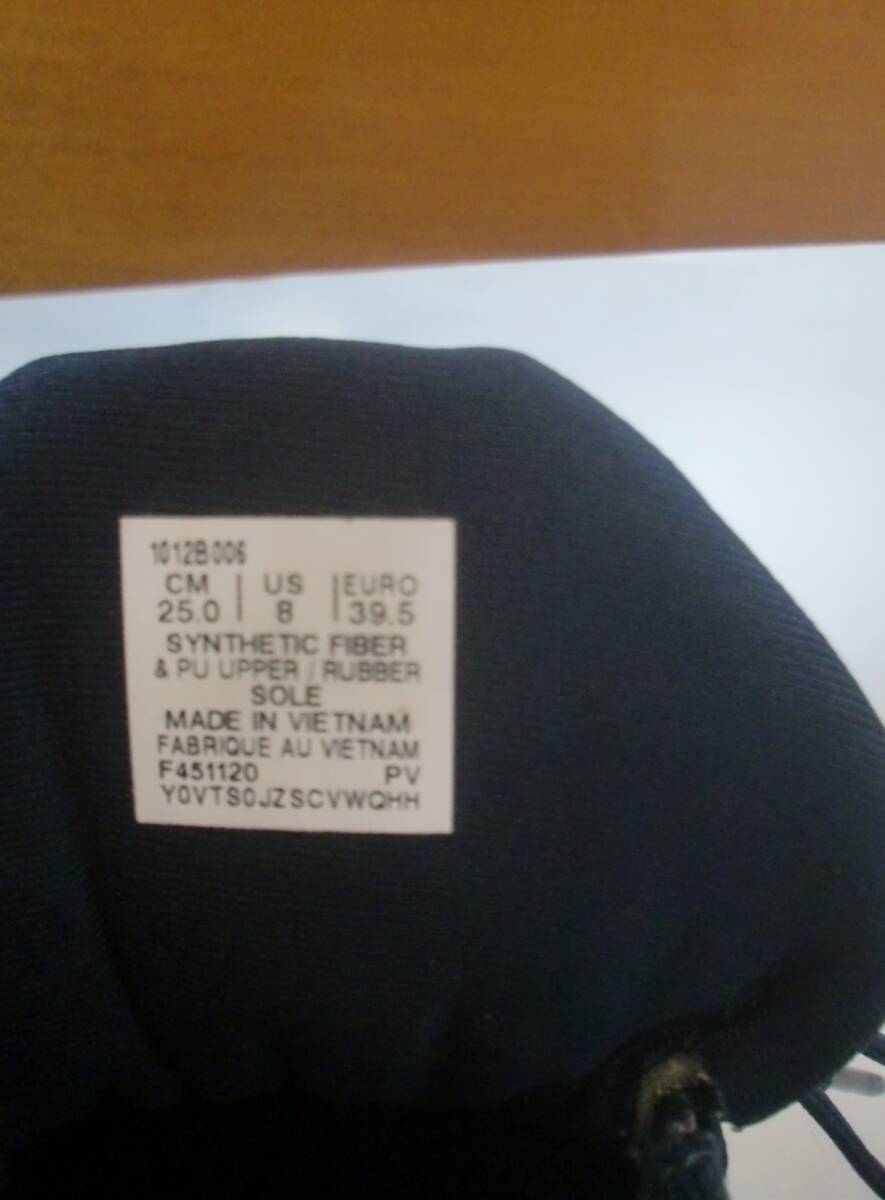 1012B006
CM | US | EURO
25.0 | 8 | 39.5
SYNTHETIC FIBER
& PU UPPER / RUBBER
SOLE
MADE IN VIETNAM
FABRIQUE AU VIETNAM
F451120 PV
Y0VTS0JZSCVWQHH